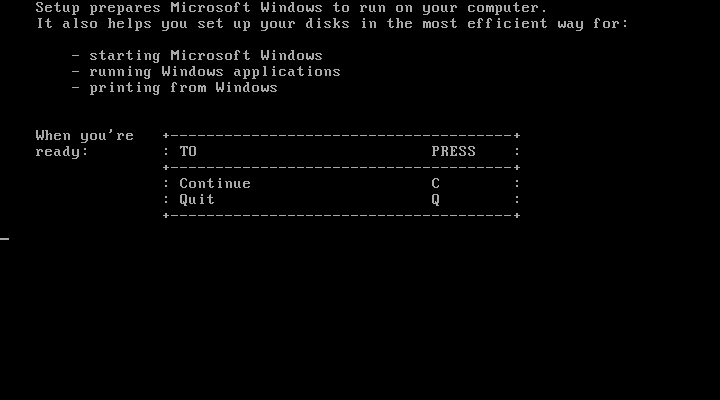 Setup prepares Microsoft Windows to run on your computer.
It also helps you set up your disks in the most efficient way for:
- starting Microsoft Windows
- running Windows applications
- printing from Windows
When you're ready:
+--------------------------------------+
: TO PRESS :
+--------------------------------------+
: Continue C :
: Quit Q :
+--------------------------------------+